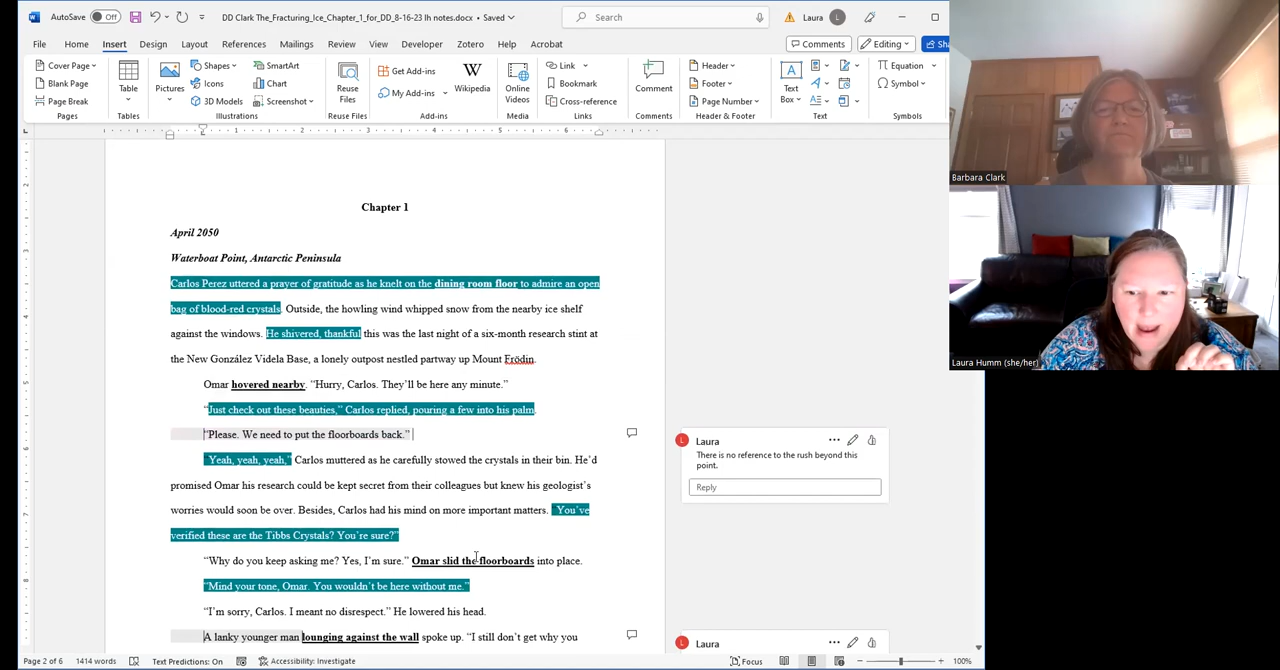 AutoSave Off DD Clark The_Fracturing_Ice_Chapter_1_for_DD_8-16-23 lh notes.docx • Saved Search Laura L
File Home Insert Design Layout References Mailings Review View Developer Zotero Help Acrobat Comments Editing Sha
Cover Page
Blank Page
Page Break
Pages
Table
Tables
Pictures
Shapes
Icons
3D Models
SmartArt
Chart
Screenshot
Illustrations
Reuse
Files
Reuse Files
Get Add-ins
My Add-ins
W
Wikipedia
Add-ins
Online
Videos
Media
Link
Bookmark
Cross-reference
Links
Comment
Comments
Header
Footer
Page Number
Header & Footer
A
Text
Box
Text
Equation
Symbol
Symbols
1 2 3 4 5
Chapter 1
April 2050
Waterboat Point, Antarctic Peninsula
Carlos Perez uttered a prayer of gratitude as he knelt on the dining room floor to admire an open
bag of blood-red crystals. Outside, the howling wind whipped snow from the nearby ice shelf
against the windows. He shivered, thankful this was the last night of a six-month research stint at
the New González Videla Base, a lonely outpost nestled partway up Mount Frödin.
Omar hovered nearby. “Hurry, Carlos. They’ll be here any minute.”
“Just check out these beauties,” Carlos replied, pouring a few into his palm.
“Please. We need to put the floorboards back.”
“Yeah, yeah, yeah,” Carlos muttered as he carefully stowed the crystals in their bin. He’d
promised Omar his research could be kept secret from their colleagues but knew his geologist’s
worries would soon be over. Besides, Carlos had his mind on more important matters. “You’ve
verified these are the Tibbs Crystals? You’re sure?”
“Why do you keep asking me? Yes, I’m sure.” Omar slid the floorboards into place.
“Mind your tone, Omar. You wouldn’t be here without me.”
“I’m sorry, Carlos. I meant no disrespect.” He lowered his head.
A lanky younger man lounging against the wall spoke up. “I still don’t get why you
L Laura
There is no reference to the rush beyond this
point.
Reply
L Laura
Page 2 of 6 1414 words Text Predictions: On Accessibility: Investigate Focus 100%
Barbara Clark
Laura Humm (she/her)